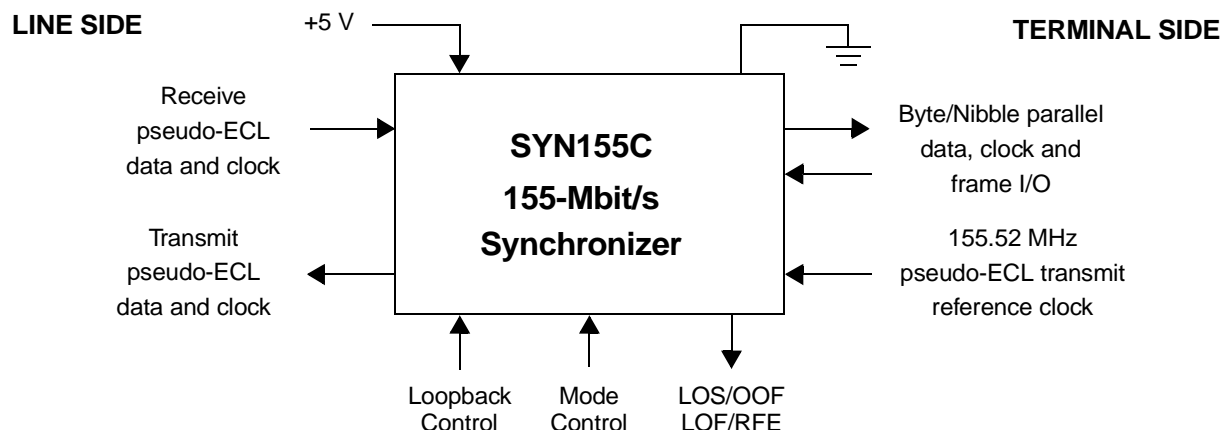 LINE SIDE
+5 V
TERMINAL SIDE
Receive
pseudo-ECL
data and clock
SYN155C
155-Mbit/s
Synchronizer
Byte/Nibble parallel
data, clock and
frame I/O
Transmit
pseudo-ECL
data and clock
155.52 MHz
pseudo-ECL transmit
reference clock
Loopback
Control
Mode
Control
LOS/OOF
LOF/RFE